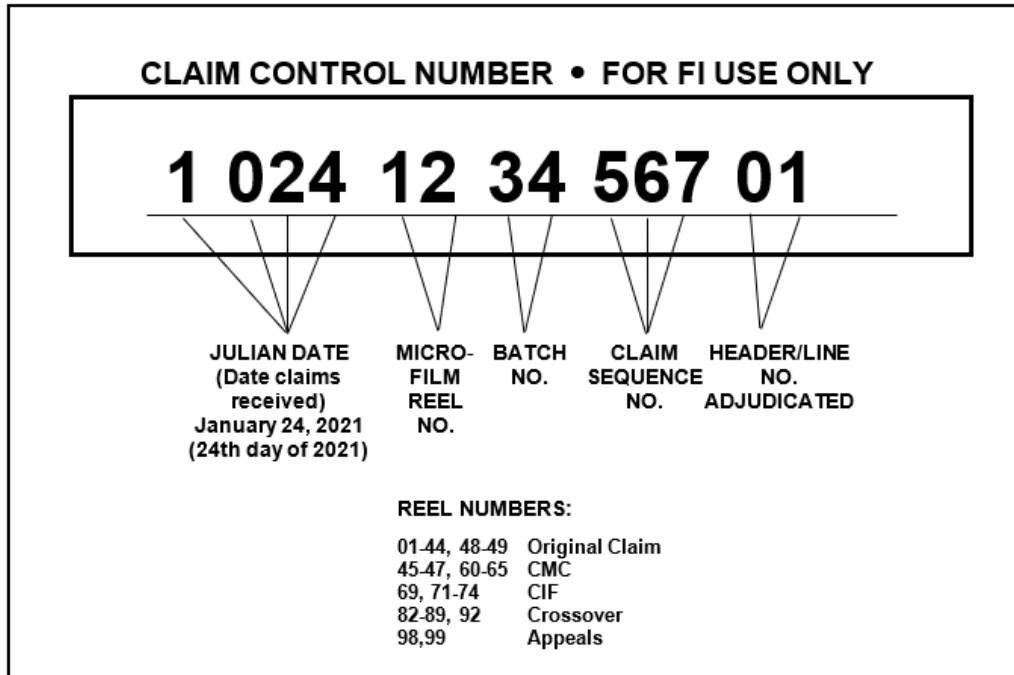 CLAIM CONTROL NUMBER • FOR FI USE ONLY
1 024 12 34 567 01
JULIAN DATE
(Date claims
received)
January 24, 2021
(24th day of 2021)
MICRO-
FILM
REEL
NO.
BATCH
NO.
CLAIM
SEQUENCE
NO.
HEADER/LINE
NO.
ADJUDICATED
REEL NUMBERS:
01-44, 48-49 Original Claim
45-47, 60-65 CMC
69, 71-74 CIF
82-89, 92 Crossover
98,99 Appeals